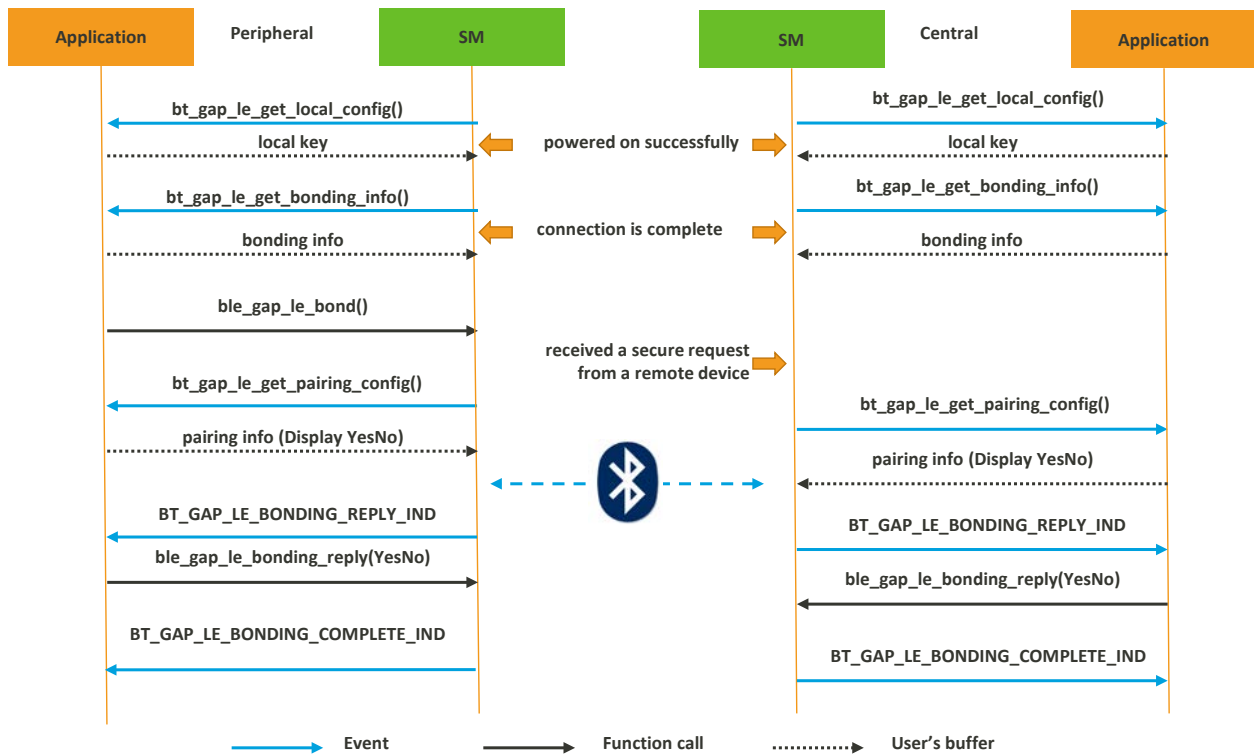 Application Peripheral SM SM Central Application
bt_gap_le_get_local_config() bt_gap_le_get_local_config()
local key powered on successfully local key
bt_gap_le_get_bonding_info() bt_gap_le_get_bonding_info()
connection is complete
bonding info bonding info
ble_gap_le_bond()
received a secure request
from a remote device
bt_gap_le_get_pairing_config()
bt_gap_le_get_pairing_config()
pairing info (Display YesNo)
pairing info (Display YesNo)
BT_GAP_LE_BONDING_REPLY_IND BT_GAP_LE_BONDING_REPLY_IND
ble_gap_le_bonding_reply(YesNo)
ble_gap_le_bonding_reply(YesNo)
BT_GAP_LE_BONDING_COMPLETE_IND
BT_GAP_LE_BONDING_COMPLETE_IND
Event Function call User's buffer